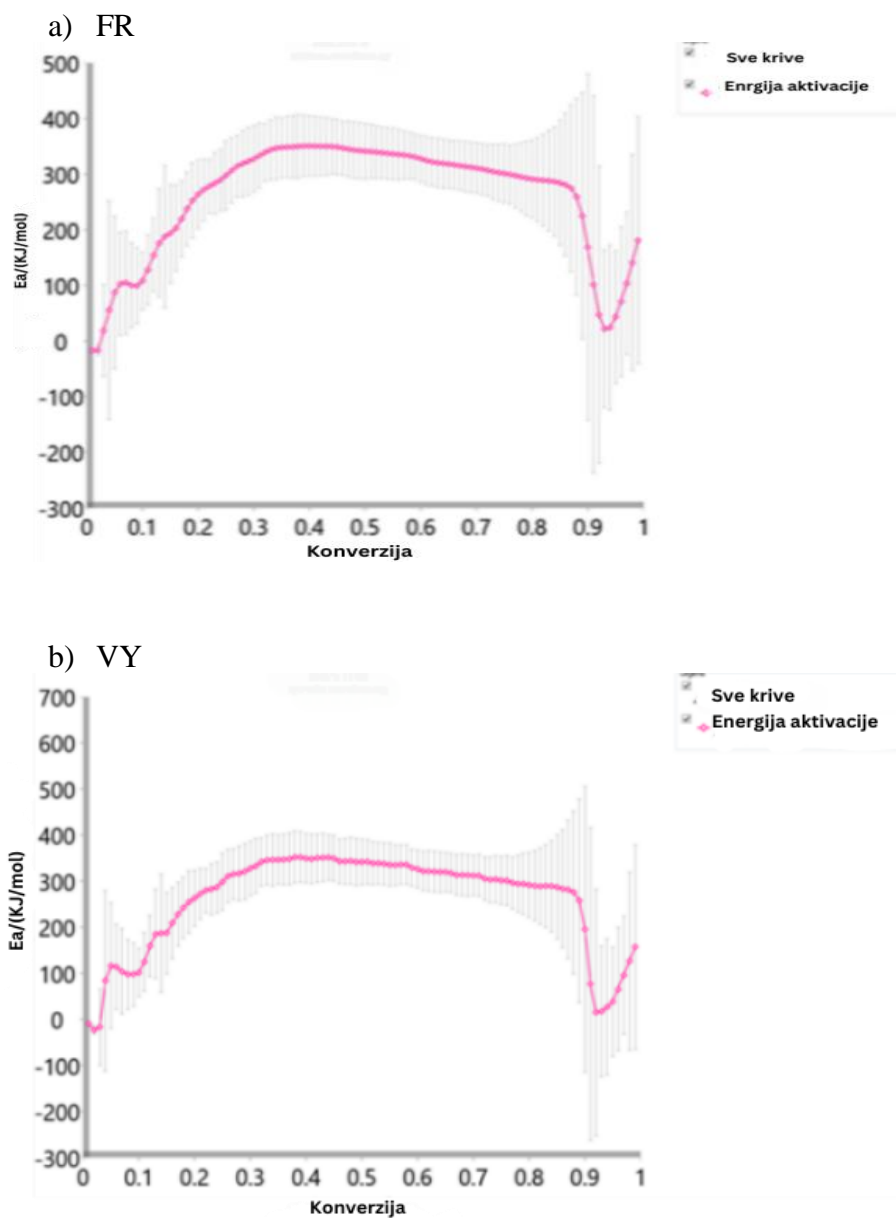 a) FR
Sve krive
Enrgija aktivacije
500
400
300
200
100
0
-100
-200
-300
Ea/(KJ/mol)
0 0.1 0.2 0.3 0.4 0.5 0.6 0.7 0.8 0.9 1
Konverzija
b) VY
Sve krive
Energija aktivacije
700
600
500
400
300
200
100
0
-100
-200
-300
Ea/(KJ/mol)
0 0.1 0.2 0.3 0.4 0.5 0.6 0.7 0.8 0.9 1
Konverzija